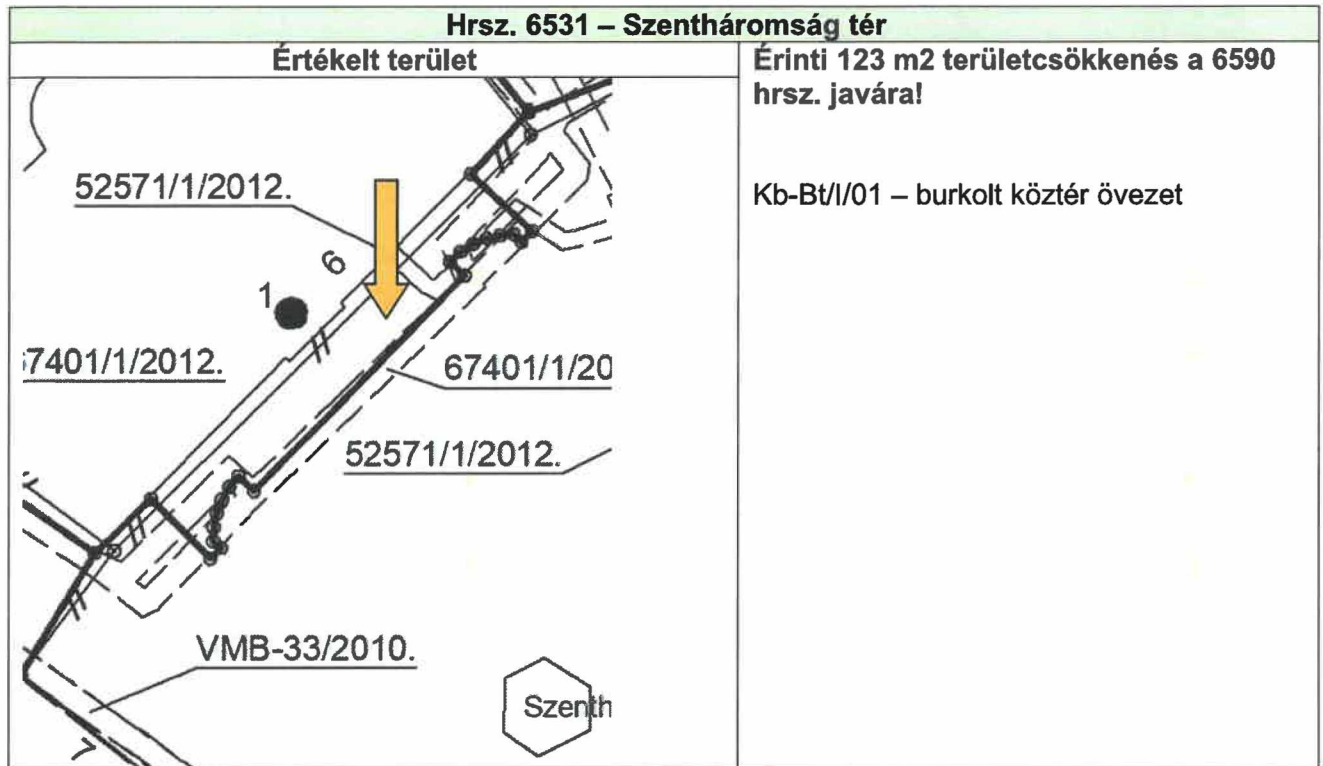 Hrsz. 6531 – Szentháromság tér
Értékelt terület
Érinti 123 m2 területcsökkenés a 6590
hrsz. javára!
Kb-Bt/I/01 – burkolt köztér övezet
52571/1/2012.
6
1
7401/1/2012.
67401/1/20
52571/1/2012.
VMB-33/2010.
Szenth
7